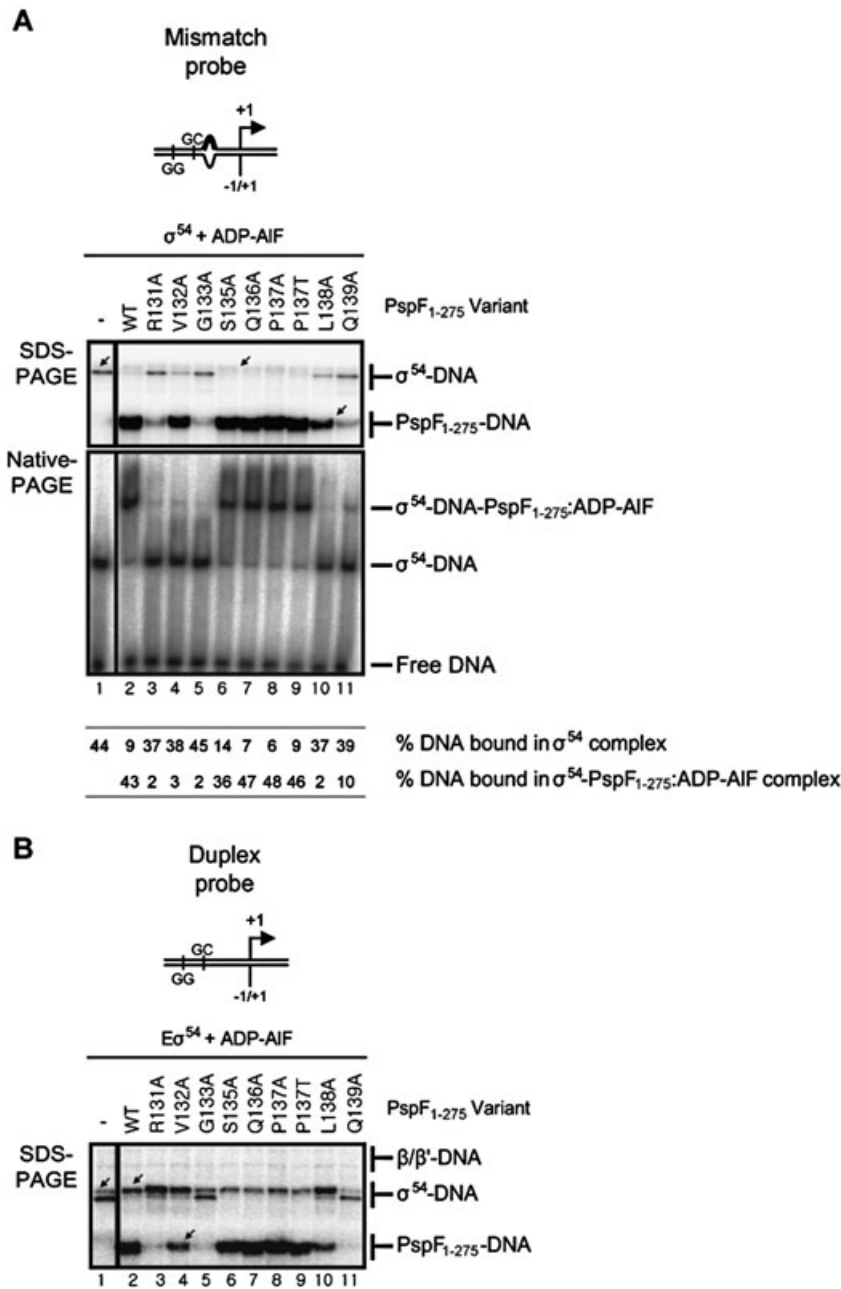 A
Mismatch
probe
+1
GC
GG
-1/+1
σ⁵⁴ + ADP-AlF
- WT R131A V132A G133A S135A Q136A P137A P137T L138A Q139A PspF₁₋₂₇₅ Variant
SDS-
PAGE
σ⁵⁴-DNA
PspF₁₋₂₇₅-DNA
Native-
PAGE
σ⁵⁴-DNA-PspF₁₋₂₇₅:ADP-AlF
σ⁵⁴-DNA
Free DNA
1 2 3 4 5 6 7 8 9 10 11
44 9 37 38 45 14 7 6 9 37 39 % DNA bound in σ⁵⁴ complex
43 2 3 2 36 47 48 46 2 10 % DNA bound in σ⁵⁴-PspF₁₋₂₇₅:ADP-AlF complex
B
Duplex
probe
+1
GC
GG
-1/+1
Eσ⁵⁴ + ADP-AlF
- WT R131A V132A G133A S135A Q136A P137A P137T L138A Q139A PspF₁₋₂₇₅ Variant
SDS-
PAGE
β/β'-DNA
σ⁵⁴-DNA
PspF₁₋₂₇₅-DNA
1 2 3 4 5 6 7 8 9 10 11